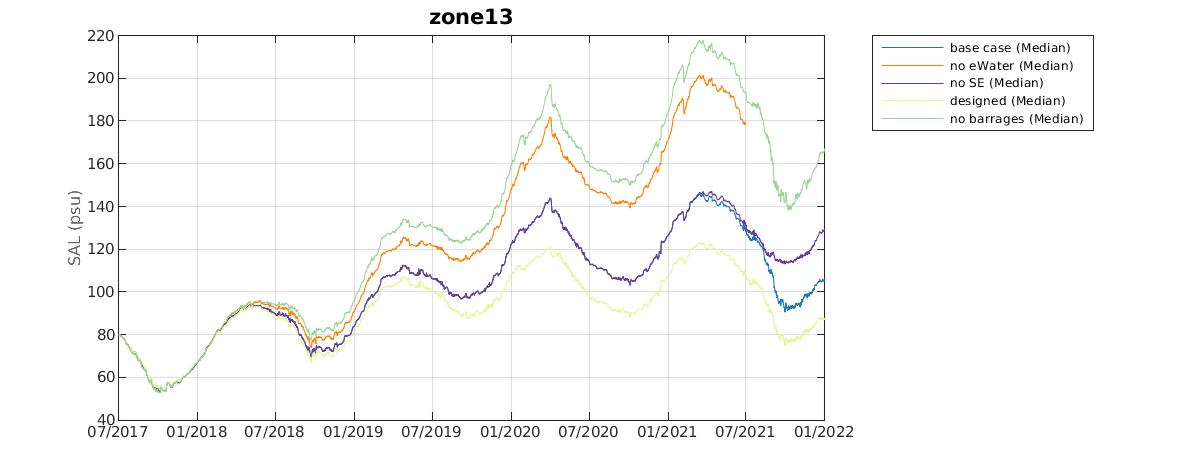 zone13
220
200
180
160
140
120
100
80
60
40
SAL (psu)
07/2017 01/2018 07/2018 01/2019 07/2019 01/2020 07/2020 01/2021 07/2021 01/2022
base case (Median)
no eWater (Median)
no SE (Median)
designed (Median)
no barrages (Median)